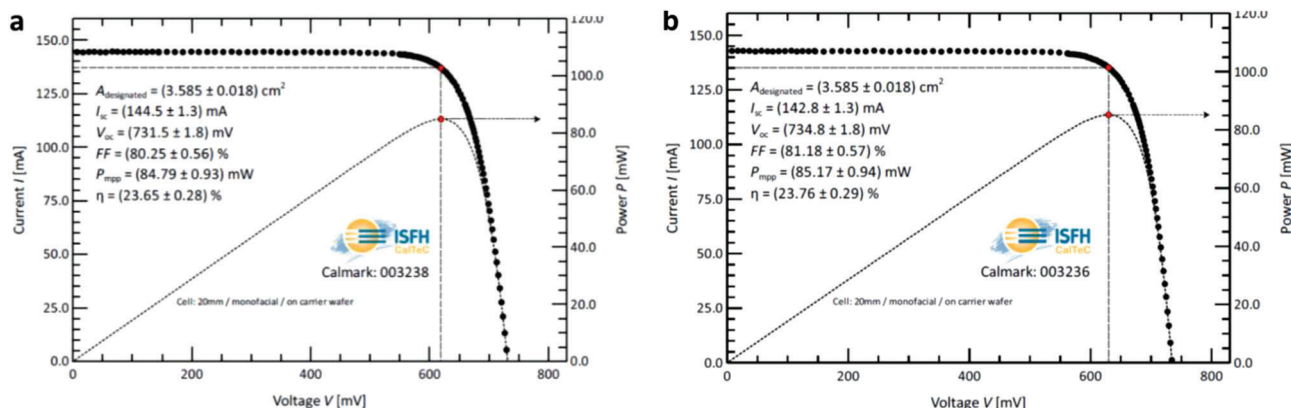 a
150.0
125.0
100.0
75.0
50.0
25.0
0.0
Current I [mA]
0
200
400
600
800
Voltage V [mV]
120.0
100.0
80.0
60.0
40.0
20.0
0.0
Power P [mW]
A designated = (3.585 ± 0.018) cm²
I sc = (144.5 ± 1.3) mA
V oc = (731.5 ± 1.8) mV
FF = (80.25 ± 0.56) %
P mpp = (84.79 ± 0.93) mW
η = (23.65 ± 0.28) %
ISFH
CalTeC
Calmark: 003238
Cell: 20mm / monofacial / on carrier wafer
b
150.0
125.0
100.0
75.0
50.0
25.0
0.0
Current I [mA]
0
200
400
600
800
Voltage V [mV]
120.0
100.0
80.0
60.0
40.0
20.0
0.0
Power P [mW]
A designated = (3.585 ± 0.018) cm²
I sc = (142.8 ± 1.3) mA
V oc = (734.8 ± 1.8) mV
FF = (81.18 ± 0.57) %
P mpp = (85.17 ± 0.94) mW
η = (23.76 ± 0.29) %
ISFH
CalTeC
Calmark: 003236
Cell: 20mm / monofacial / on carrier wafer